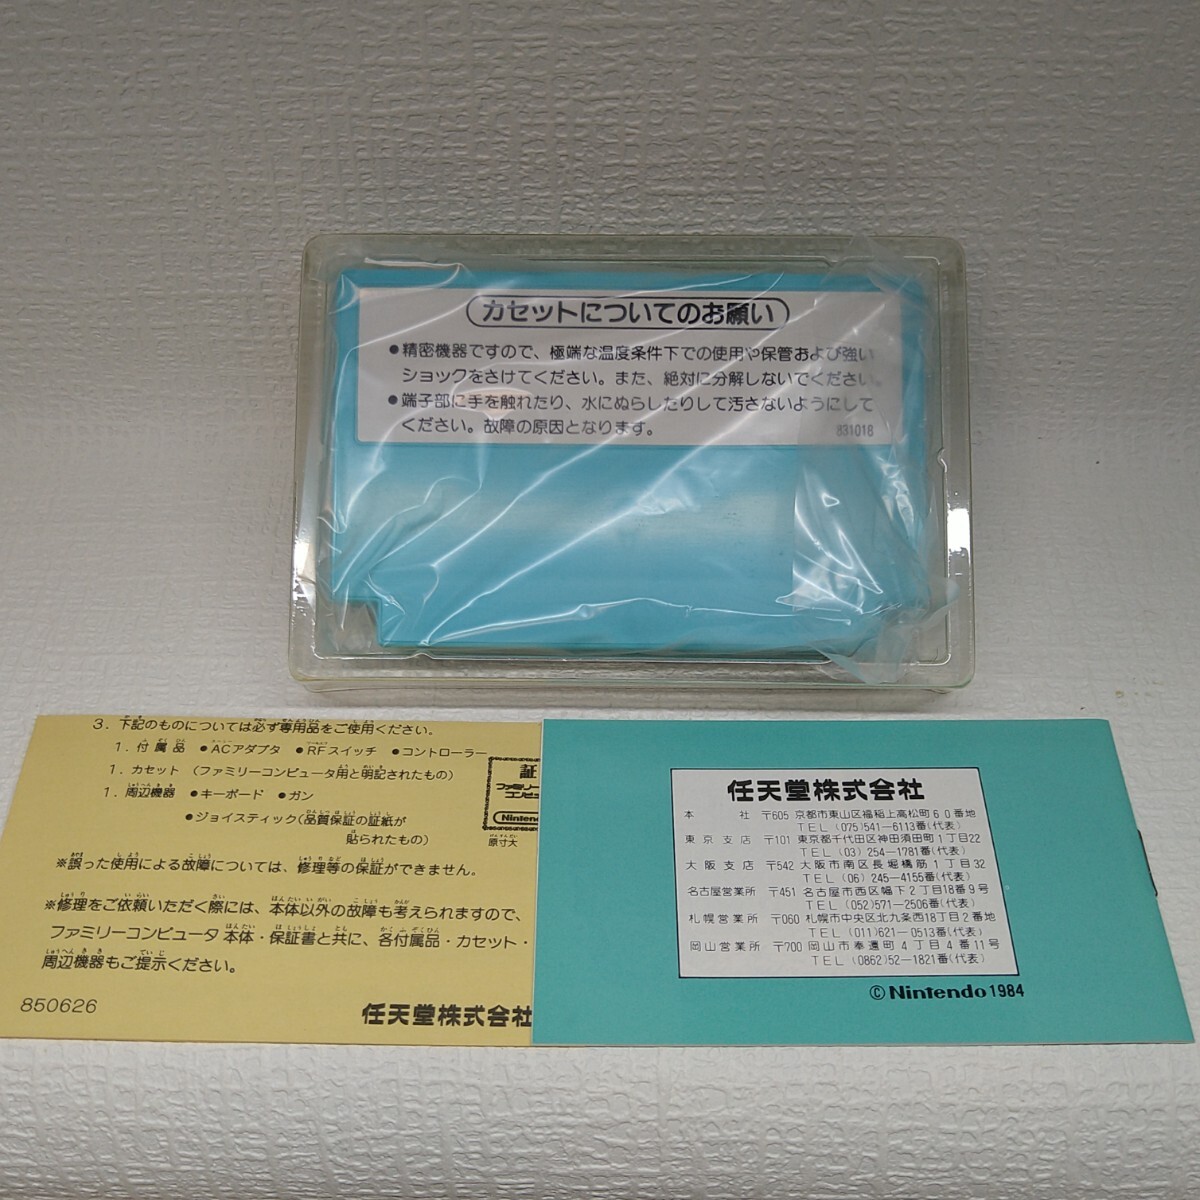 カセットについてのお願い
●精密機器ですので、極端な温度条件下での使用や保管および強い
ショックをさけてください。また、絶対に分解しないでください。
●端子部に手を触れたり、水にぬらしたりして汚さないようにして
ください。故障の原因となります。
831018
3. 下記のものについては必ず専用品をご使用ください。
1. 付属品 ●ACアダプタ ●RFスイッチ ●コントローラー
1. カセット (ファミリーコンピュータ用と明記されたもの)
1. 周辺機器 ●キーボード ●ガン
●ジョイスティック(品質保証の証紙が
貼られたもの)
証
ファミリー
コンピュ
Nintend
原寸大
※誤った使用による故障については、修理等の保証ができません。
※修理をご依頼いただく際には、本体以外の故障も考えられますので、
ファミリーコンピュータ本体・保証書と共に、各付属品・カセット・
周辺機器もご提示ください。
850626
任天堂株式会社
任天堂株式会社
本社 〒605 京都市東山区福稲上高松町60番地
TEL (075)541-6113番(代表)
東京支店 〒101 東京都千代田区神田須田町1丁目22
TEL (03) 254-1781番(代表)
大阪支店 〒542 大阪市南区長堀橋筋1丁目32
TEL (06) 245-4155番(代表)
名古屋営業所 〒451 名古屋市西区幅下2丁目18番9号
TEL (052)571-2506番(代表)
札幌営業所 〒060 札幌市中央区北九条西18丁目2番地
TEL (011)621-0513番(代表)
岡山営業所 〒700 岡山市奉還町4丁目4番11号
TEL (0862)52-1821番(代表)
©Nintendo 1984